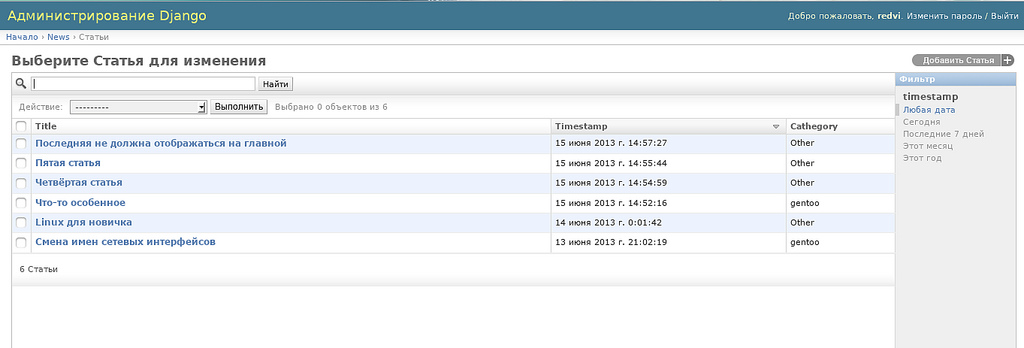 Администрирование Django
Добро пожаловать, redvi. Изменить пароль / Выйти
Начало › News › Статьи
Выберите Статья для изменения
Добавить Статья +
Найти
Действие: --------- Выполнить Выбрано 0 объектов из 6
Title Timestamp Cathegory
Последняя не должна отображаться на главной 15 июня 2013 г. 14:57:27 Other
Пятая статья 15 июня 2013 г. 14:55:44 Other
Четвёртая статья 15 июня 2013 г. 14:54:59 Other
Что-то особенное 15 июня 2013 г. 14:52:16 gentoo
Linux для новичка 14 июня 2013 г. 0:01:42 Other
Смена имен сетевых интерфейсов 13 июня 2013 г. 21:02:19 gentoo
6 Статьи
Фильтр
timestamp
Любая дата
Сегодня
Последние 7 дней
Этот месяц
Этот год